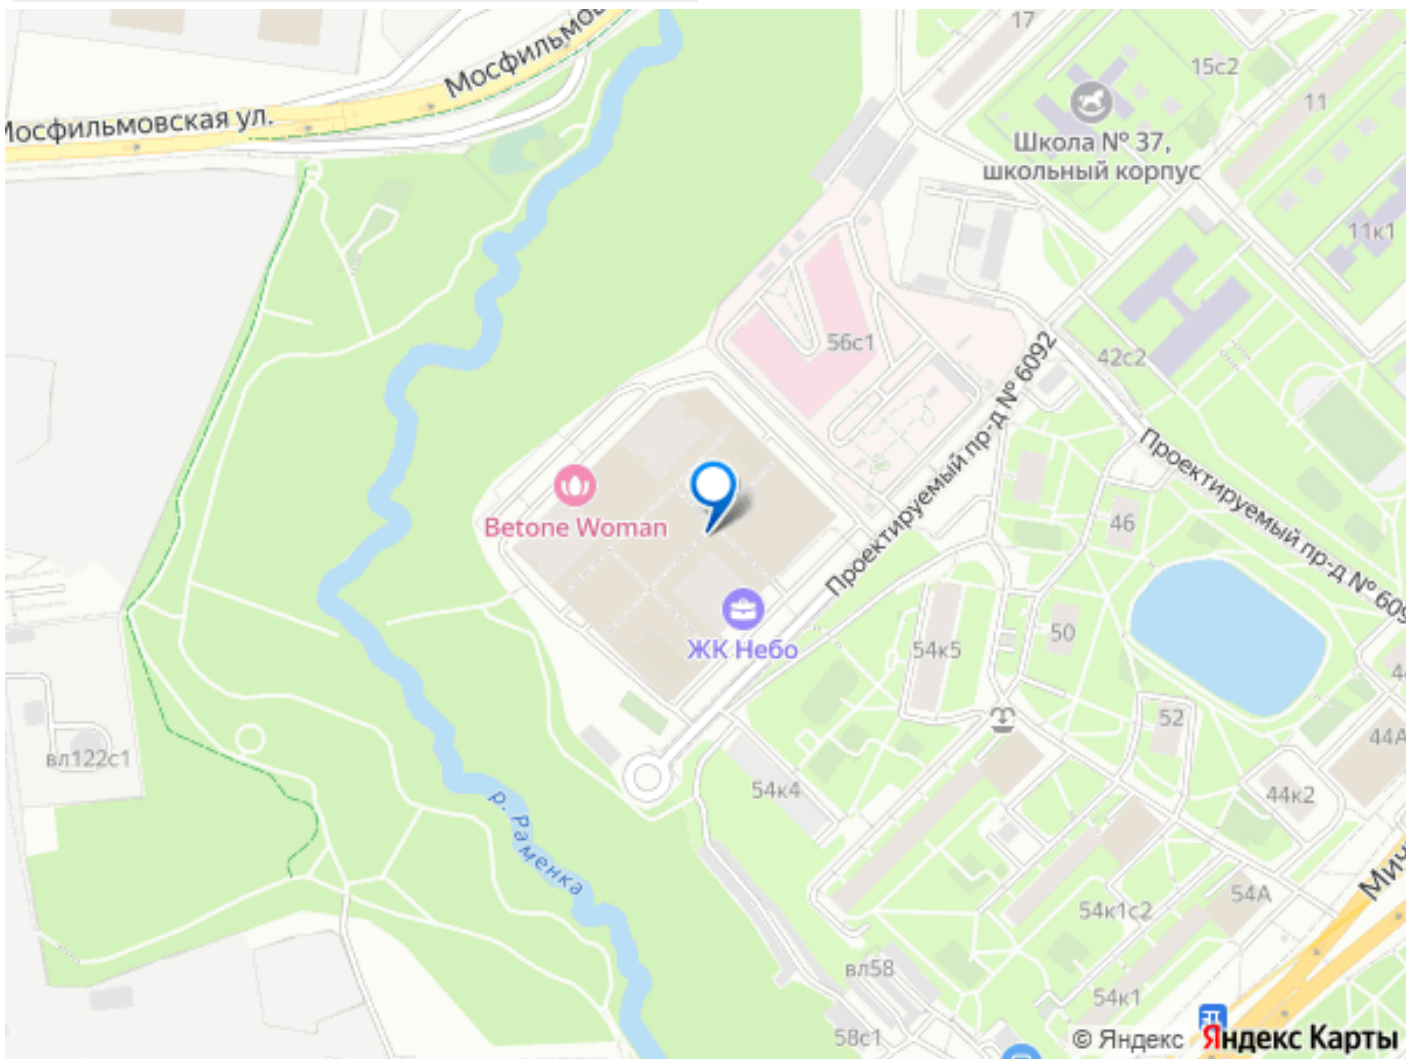 17
Мосфильмов
15с2
11
Мосфильмовская ул.
Школа № 37,
школьный корпус
11к1
56с1
42с2
Проектируемый пр-д № 6092
Проектируемый пр-д № 609
Betone Woman
46
ЖК Небо
54к5
50
52
44А
вл122с1
54к4
44к2
р. Раменка
Мич
54А
54к1с2
вл58
54к1
58с1
© Яндекс Яндекс Карты